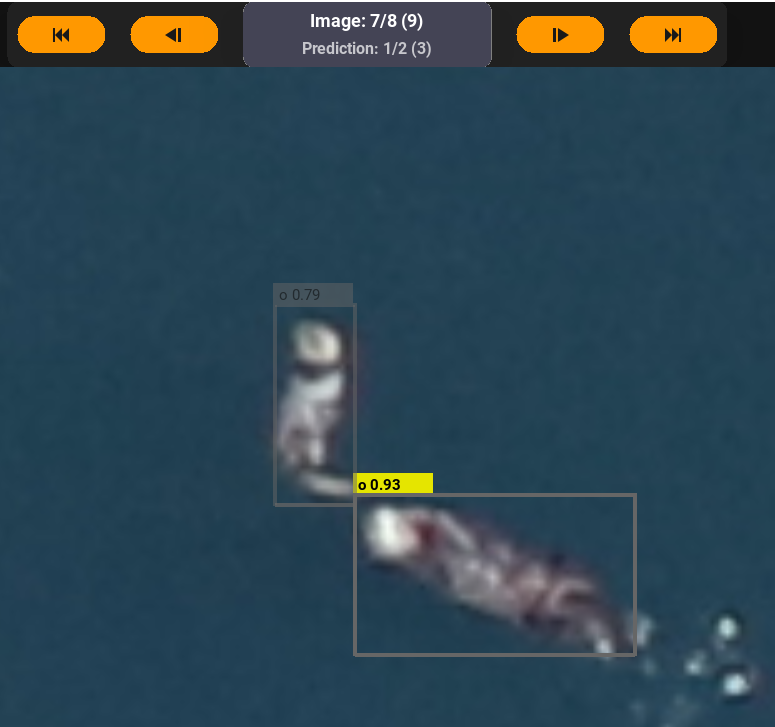 Image: 7/8 (9)
Prediction: 1/2 (3)
o 0.79
o 0.93